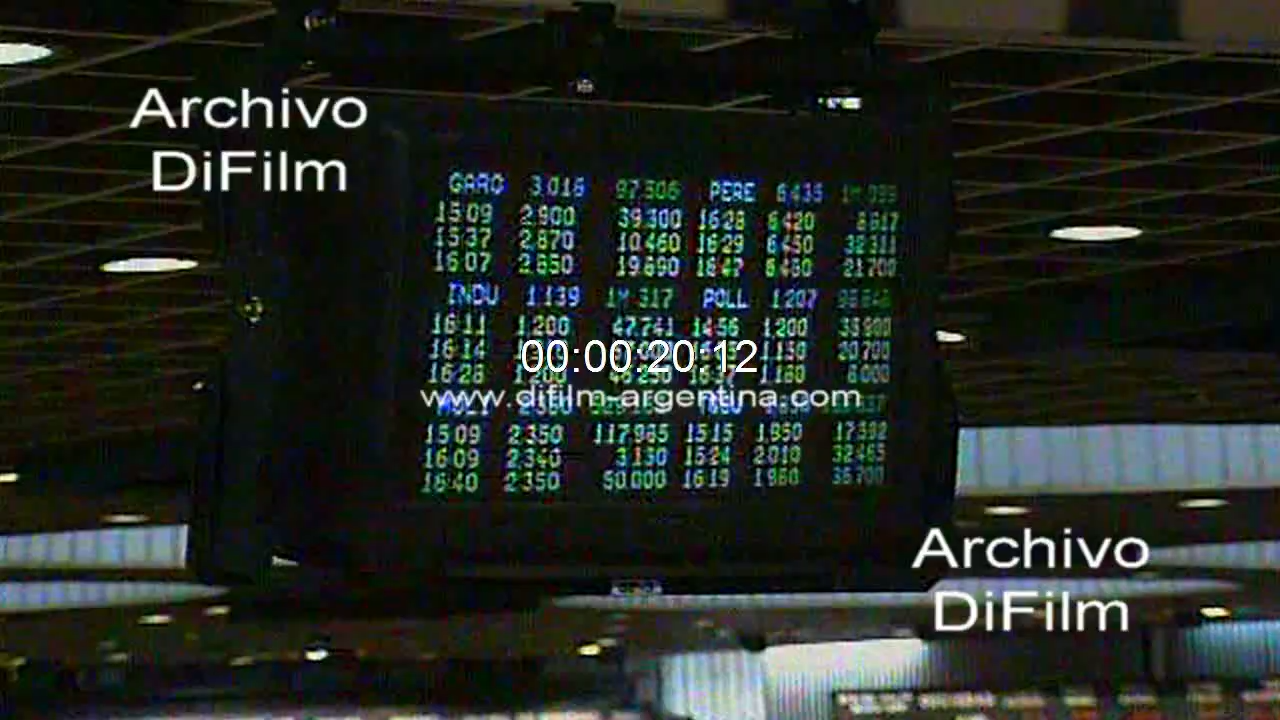 Archivo
DiFilm
GARO 3.016 97.506 PERE 6.435
15 09 2.900 39.300 16 28 6.420 8.617
15 37 2.870 10.460 16 29 6.450 32.311
16 07 2.850 19.690 16 47 6.430 21.700
INDU 1.139 1M 317 POLL 1.207
16 11 1.200 47.741 14 56 1.200 33.900
16 14 1.150 20.700
00:00:20:12
16 28 1.200 1.160 6.000
www.difilm-argentina.com
15 09 2.350 117.965 15 15 1.950 17.392
16 09 2.340 3.130 15 24 2.010 32.465
16 40 2.350 50.000 16 19 1.960 36.700
Archivo
DiFilm